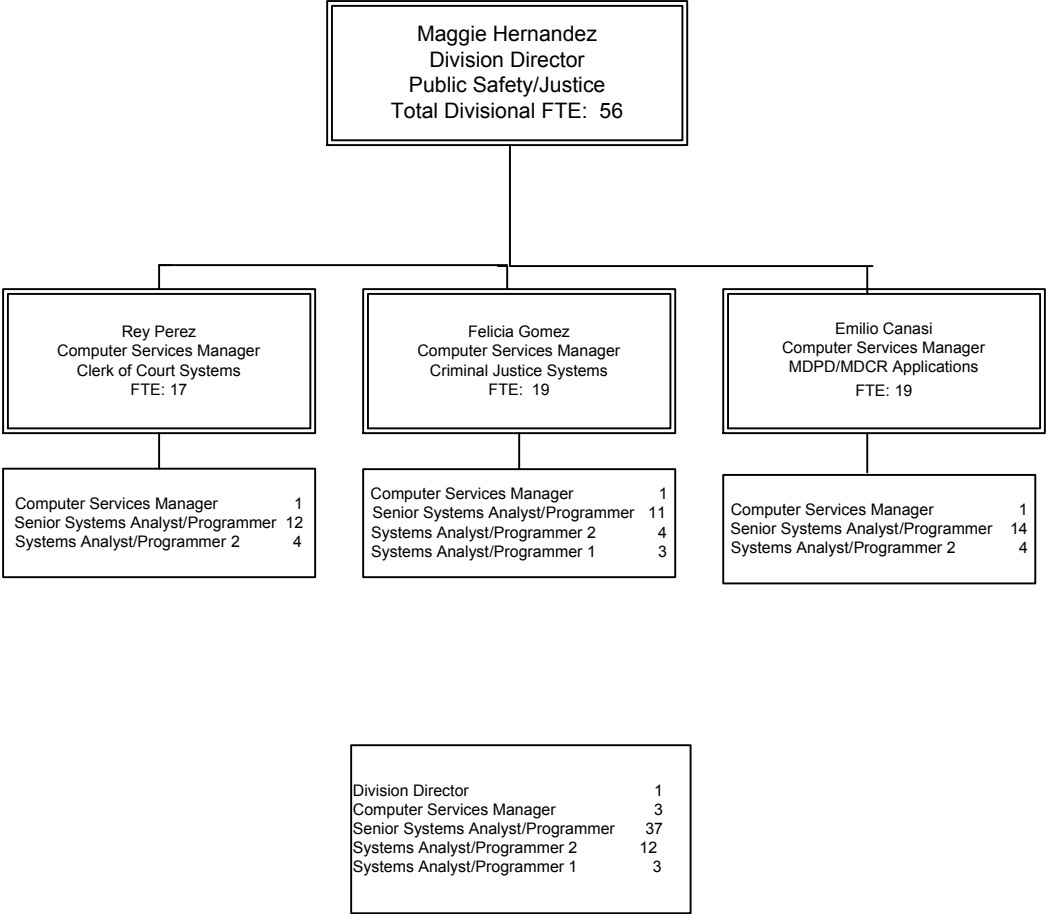 Maggie Hernandez
Division Director
Public Safety/Justice
Total Divisional FTE: 56
Rey Perez
Computer Services Manager
Clerk of Court Systems
FTE: 17
Felicia Gomez
Computer Services Manager
Criminal Justice Systems
FTE: 19
Emilio Canasi
Computer Services Manager
MDPD/MDCR Applications
FTE: 19
Computer Services Manager 1
Senior Systems Analyst/Programmer 12
Systems Analyst/Programmer 2 4
Computer Services Manager 1
Senior Systems Analyst/Programmer 11
Systems Analyst/Programmer 2 4
Systems Analyst/Programmer 1 3
Computer Services Manager 1
Senior Systems Analyst/Programmer 14
Systems Analyst/Programmer 2 4
Division Director 1
Computer Services Manager 3
Senior Systems Analyst/Programmer 37
Systems Analyst/Programmer 2 12
Systems Analyst/Programmer 1 3